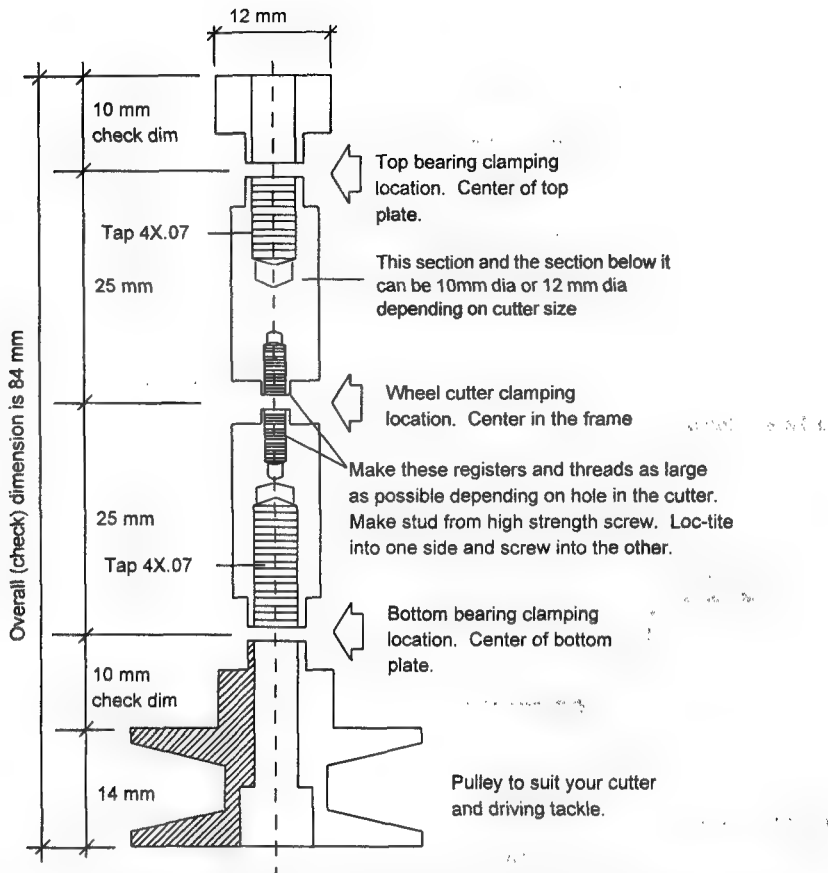 12 mm
10 mm
check dim
Top bearing clamping
location. Center of top
plate.
Tap 4X.07
This section and the section below it
can be 10mm dia or 12 mm dia
depending on cutter size
25 mm
Overall (check) dimension is 84 mm
Wheel cutter clamping
location. Center in the frame
Make these registers and threads as large
as possible depending on hole in the cutter.
Make stud from high strength screw. Loc-tite
into one side and screw into the other.
25 mm
Tap 4X.07
Bottom bearing clamping
location. Center of bottom
plate.
10 mm
check dim
14 mm
Pulley to suit your cutter
and driving tackle.